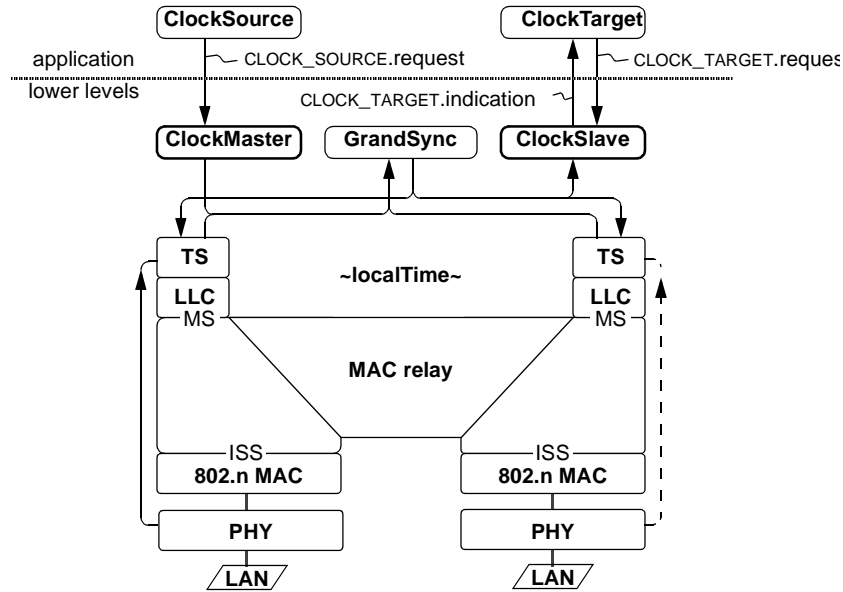 ClockSource
ClockTarget
application
CLOCK_SOURCE.request
CLOCK_TARGET.reques
lower levels
CLOCK_TARGET.indication
ClockMaster
GrandSync
ClockSlave
TS
TS
~localTime~
LLC
LLC
MS
MS
MAC relay
ISS
ISS
802.n MAC
802.n MAC
PHY
PHY
LAN
LAN